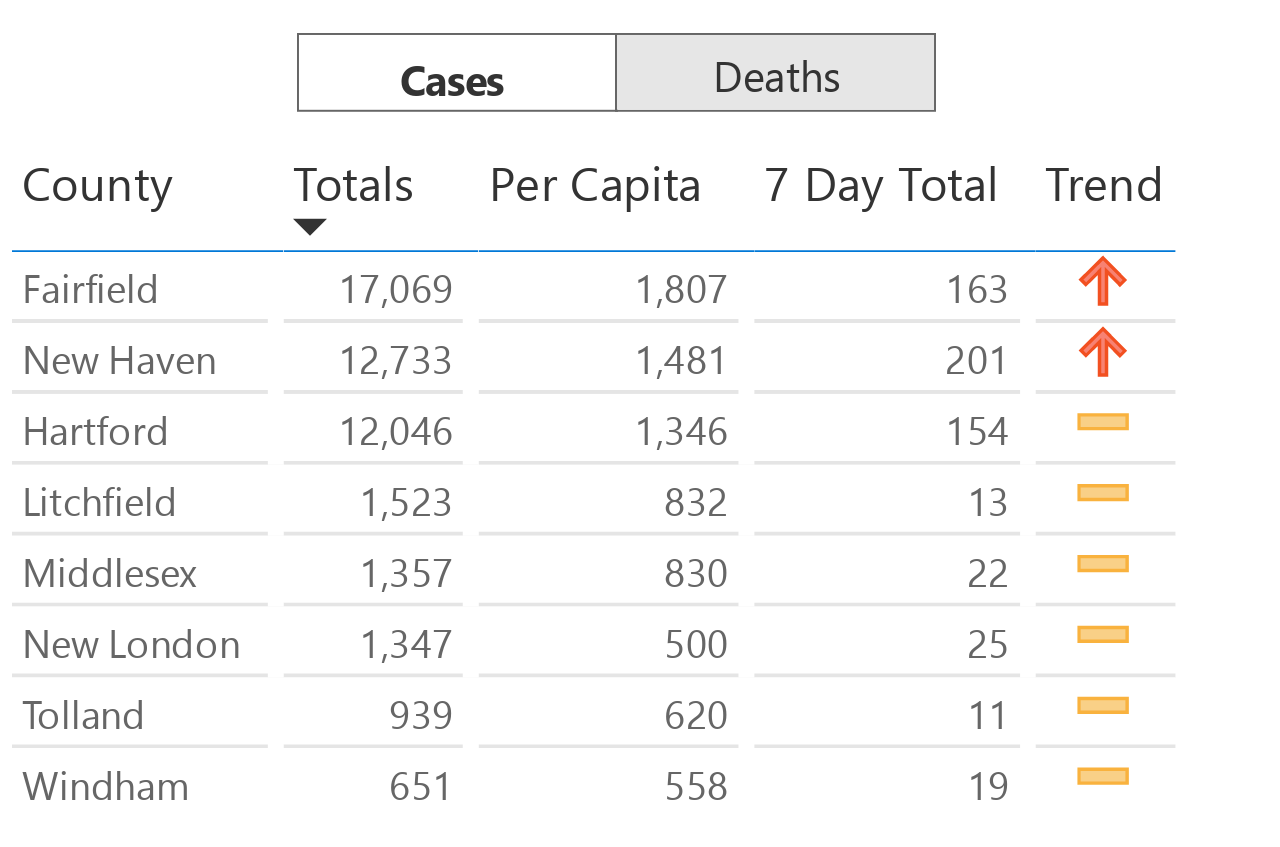 Cases Deaths
County Totals Per Capita 7 Day Total Trend
Fairfield 17,069 1,807 163
New Haven 12,733 1,481 201
Hartford 12,046 1,346 154
Litchfield 1,523 832 13
Middlesex 1,357 830 22
New London 1,347 500 25
Tolland 939 620 11
Windham 651 558 19